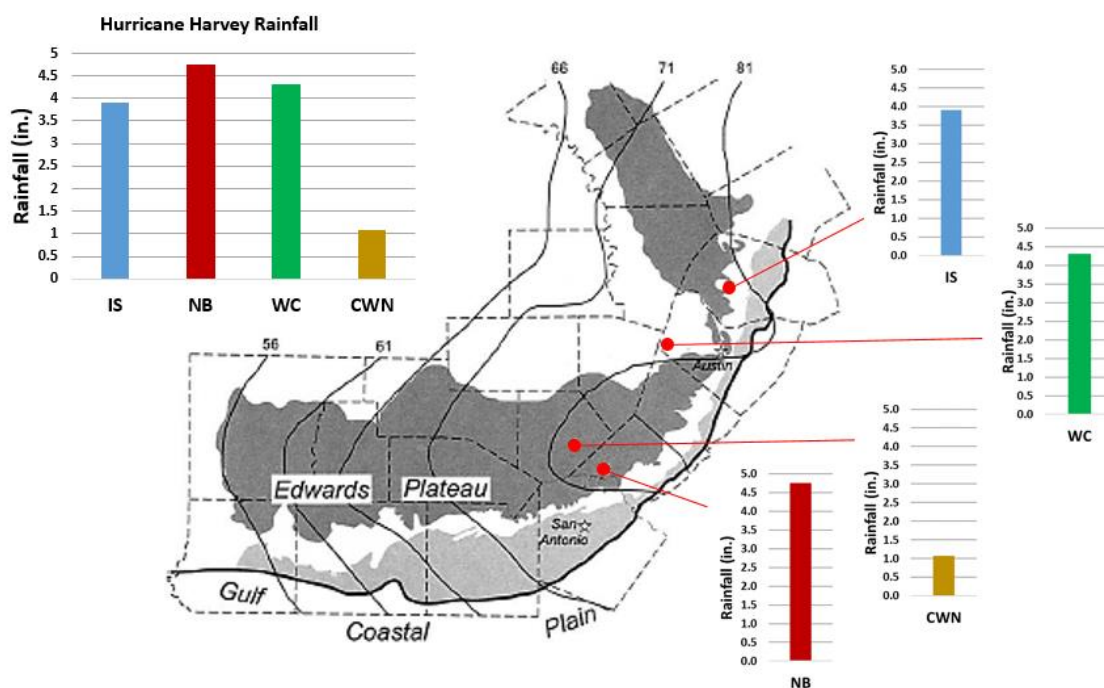 Hurricane Harvey Rainfall
Rainfall (in.)
5
4.5
4
3.5
3
2.5
2
1.5
1
0.5
0
IS NB WC CWN
66 71 81
56 61
Austin
Edwards Plateau
San
Antonio
Gulf
Coastal
Plain
Rainfall (in.)
5.0
4.5
4.0
3.5
3.0
2.5
2.0
1.5
1.0
0.5
0.0
IS
Rainfall (in.)
5.0
4.5
4.0
3.5
3.0
2.5
2.0
1.5
1.0
0.5
0.0
WC
Rainfall (in.)
5.0
4.5
4.0
3.5
3.0
2.5
2.0
1.5
1.0
0.5
0.0
CWN
Rainfall (in.)
5.0
4.5
4.0
3.5
3.0
2.5
2.0
1.5
1.0
0.5
0.0
NB